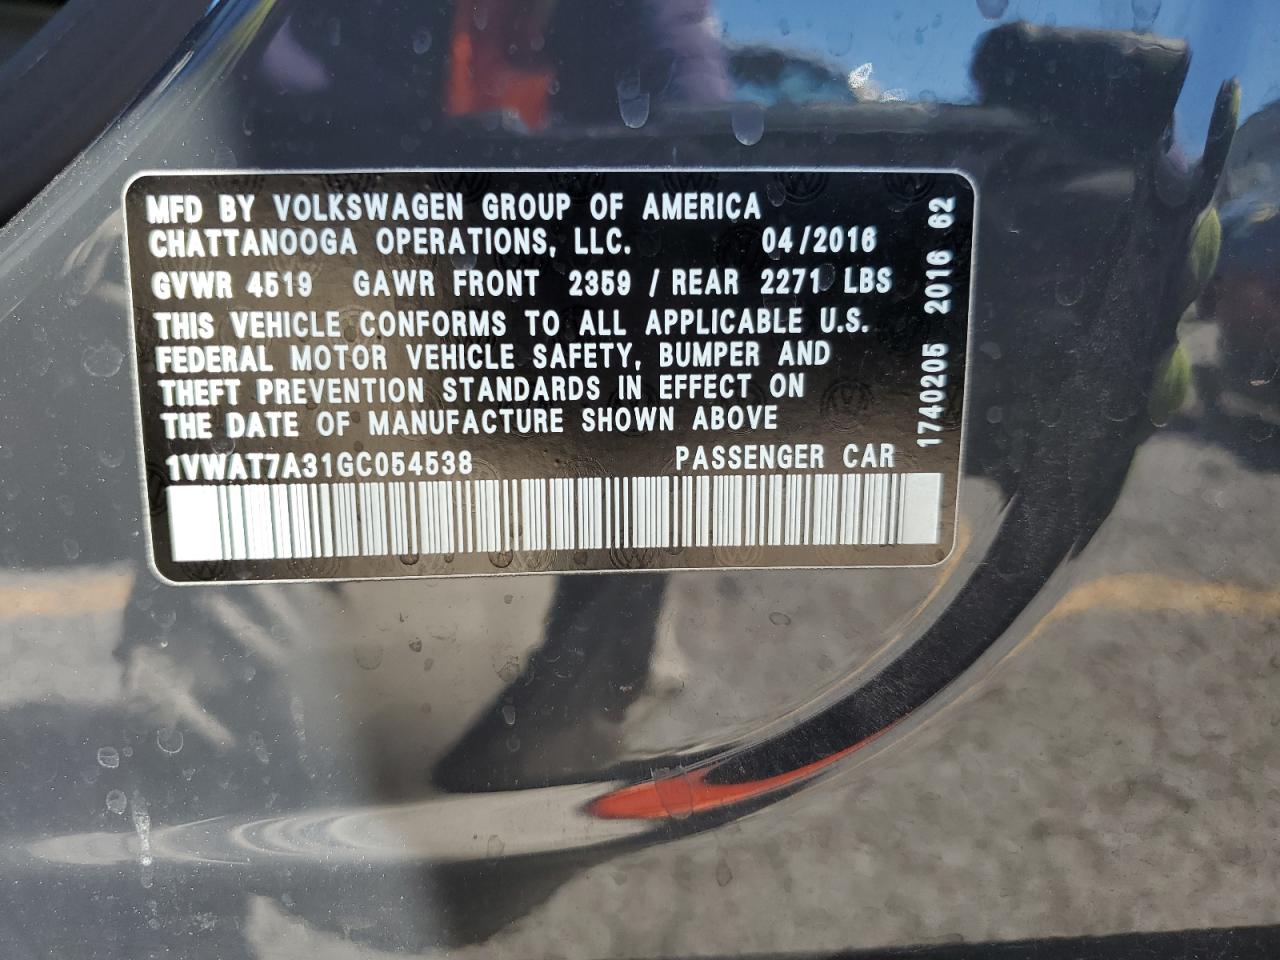 MFD BY VOLKSWAGEN GROUP OF AMERICA
CHATTANOOGA OPERATIONS, LLC. 04/2016
GVWR 4519 GAWR FRONT 2359 / REAR 2271 LBS
THIS VEHICLE CONFORMS TO ALL APPLICABLE U.S.
FEDERAL MOTOR VEHICLE SAFETY, BUMPER AND
THEFT PREVENTION STANDARDS IN EFFECT ON
THE DATE OF MANUFACTURE SHOWN ABOVE
1VWAT7A31GC054538 PASSENGER CAR
1740205 2016 62